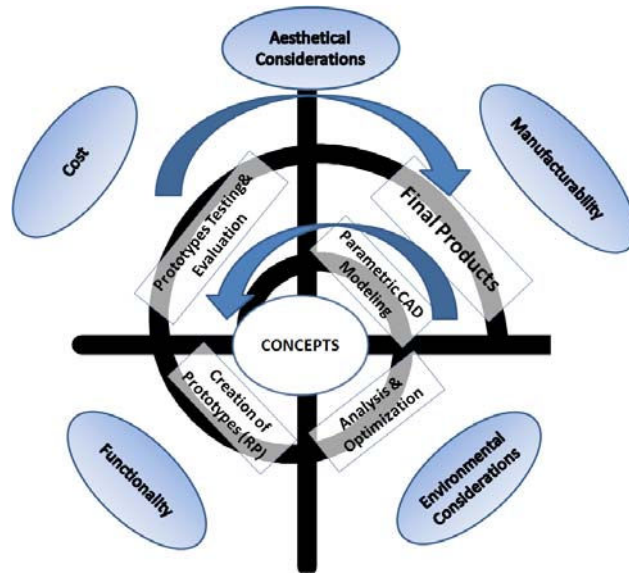 Aesthetical
Considerations
Cost
Manufacturability
Prototypes Testing&
Evaluation
Final Products
Parametric CAD
Modeling
CONCEPTS
Creation of
Prototypes (RP)
Analysis &
Optimization
Functionality
Environmental
Considerations